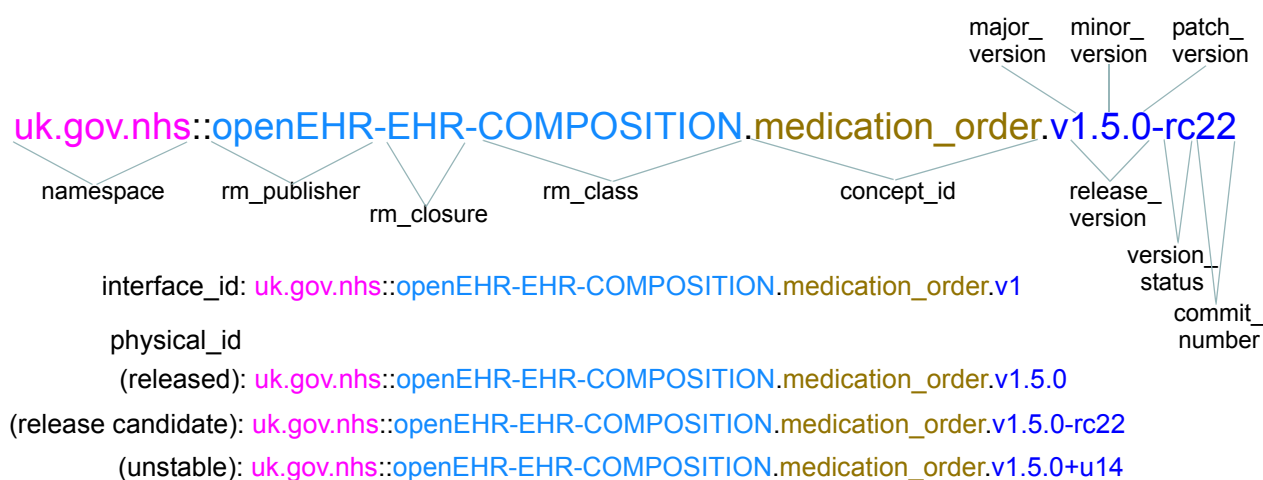 major_ minor_ patch_
version version version
uk.gov.nhs::openEHR-EHR-COMPOSITION.medication_order.v1.5.0-rc22
namespace rm_publisher rm_class concept_id release_
rm_closure version
version_
status
interface_id: uk.gov.nhs::openEHR-EHR-COMPOSITION.medication_order.v1
commit_
number
physical_id
(released): uk.gov.nhs::openEHR-EHR-COMPOSITION.medication_order.v1.5.0
(release candidate): uk.gov.nhs::openEHR-EHR-COMPOSITION.medication_order.v1.5.0-rc22
(unstable): uk.gov.nhs::openEHR-EHR-COMPOSITION.medication_order.v1.5.0+u14